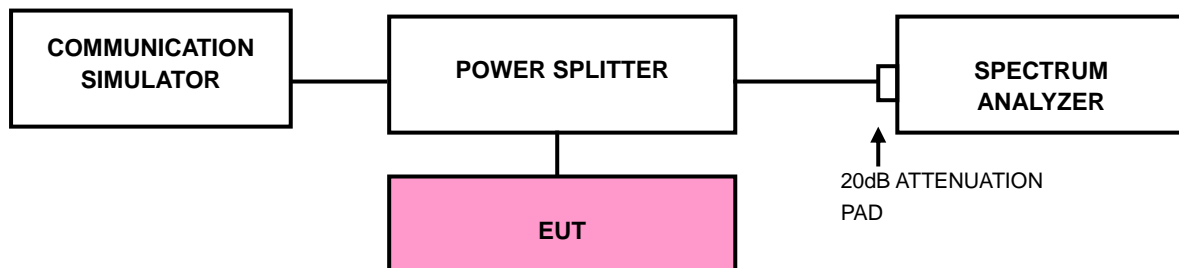 COMMUNICATION
SIMULATOR
POWER SPLITTER
SPECTRUM
ANALYZER
20dB ATTENUATION
PAD
EUT